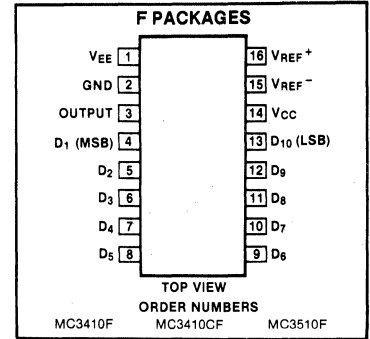 F PACKAGES
VEE 1 16 VREF+
GND 2 15 VREF−
OUTPUT 3 14 VCC
D1 (MSB) 4 13 D10 (LSB)
D2 5 12 D9
D3 6 11 D8
D4 7 10 D7
D5 8 9 D6
TOP VIEW
ORDER NUMBERS
MC3410F MC3410CF MC3510F